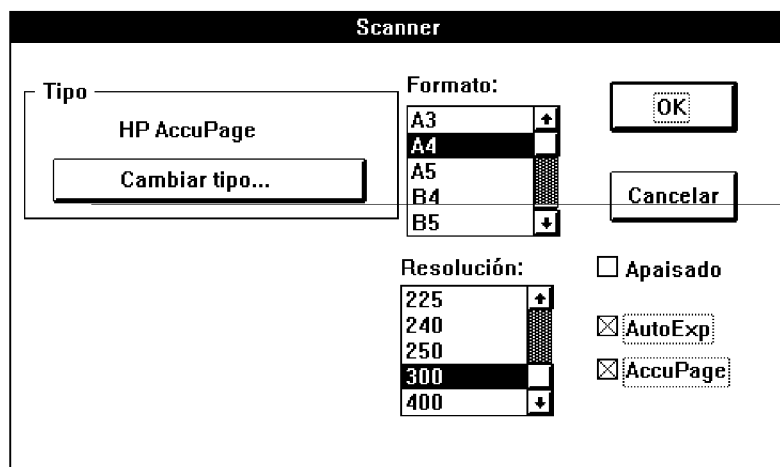 Scanner
Tipo
HP AccuPage
Cambiar tipo...
Formato:
A3
A4
A5
B4
B5
OK
Cancelar
Resolución:
225
240
250
300
400
Apaisado
AutoExp
AccuPage